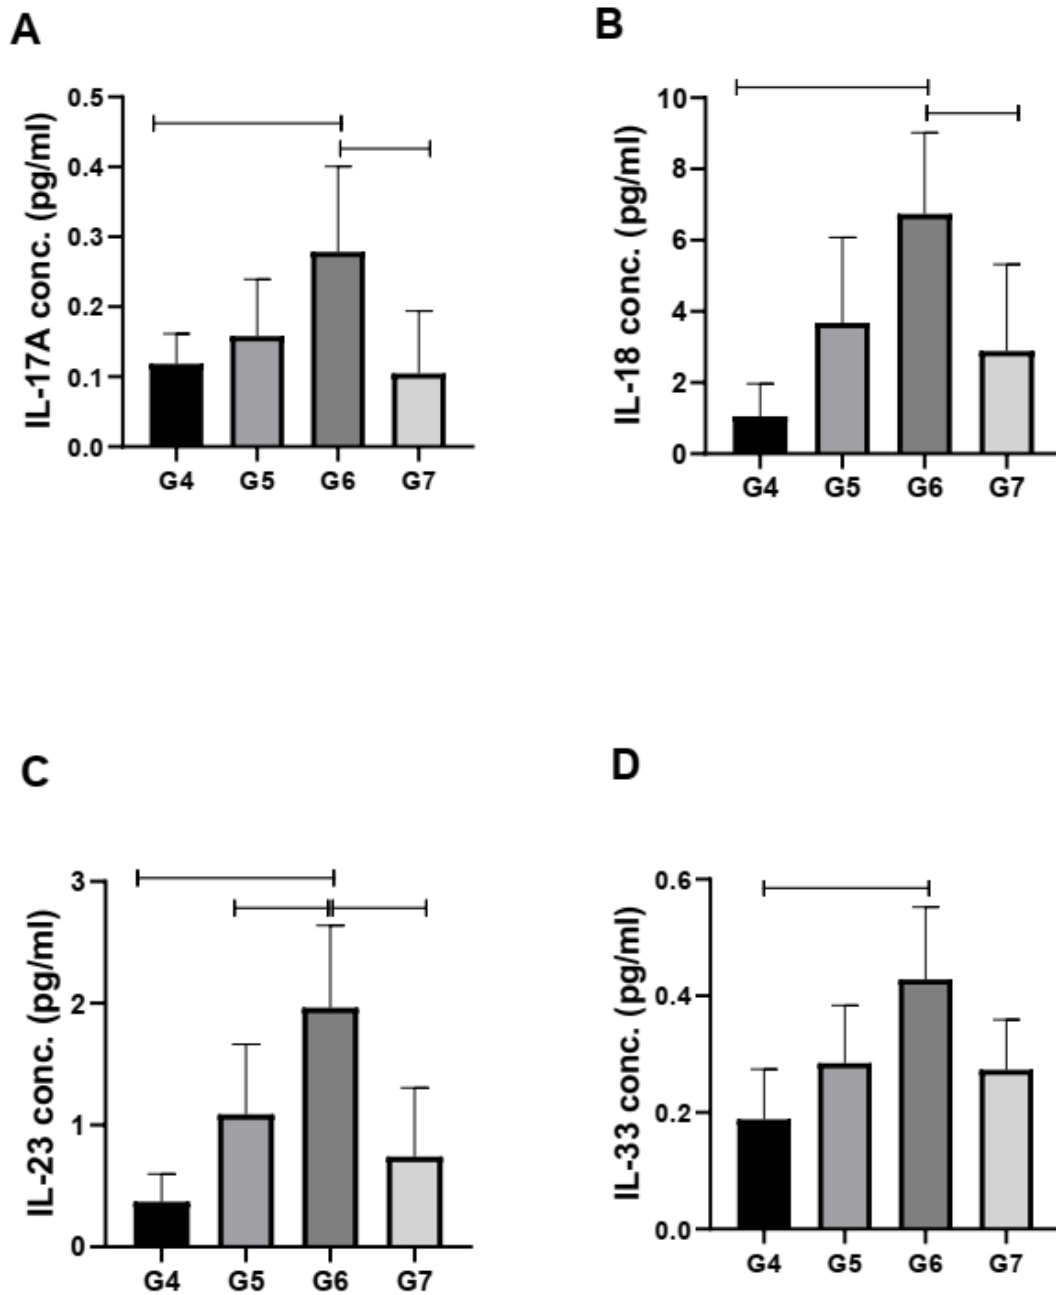 A
IL-17A conc. (pg/ml)
0.5
0.4
0.3
0.2
0.1
0.0
G4 G5 G6 G7
B
IL-18 conc. (pg/ml)
10
8
6
4
2
0
G4 G5 G6 G7
C
IL-23 conc. (pg/ml)
3
2
1
0
G4 G5 G6 G7
D
IL-33 conc. (pg/ml)
0.6
0.4
0.2
0.0
G4 G5 G6 G7